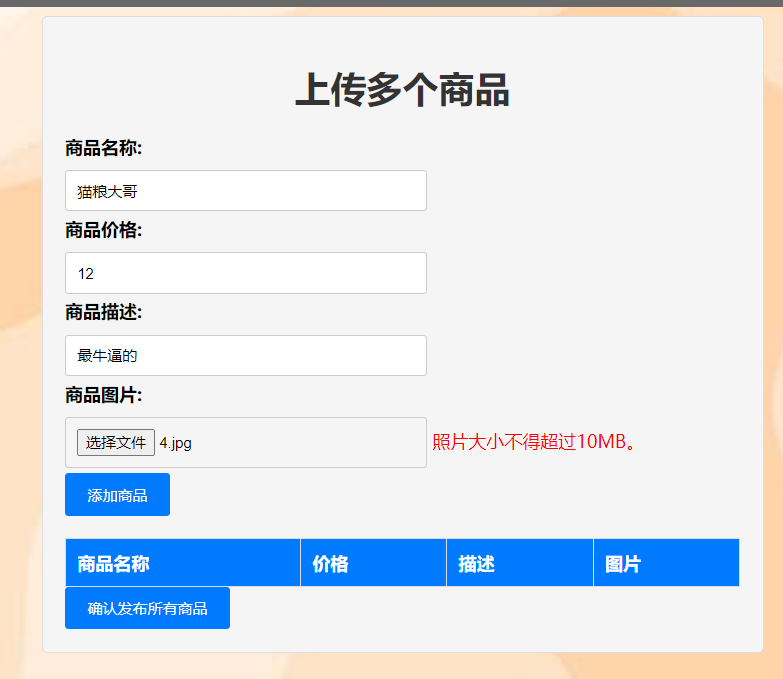 上传多个商品
商品名称:
猫粮大哥
商品价格:
12
商品描述:
最牛逼的
商品图片:
选择文件 4.jpg 照片大小不得超过10MB。
添加商品
商品名称 价格 描述 图片
确认发布所有商品